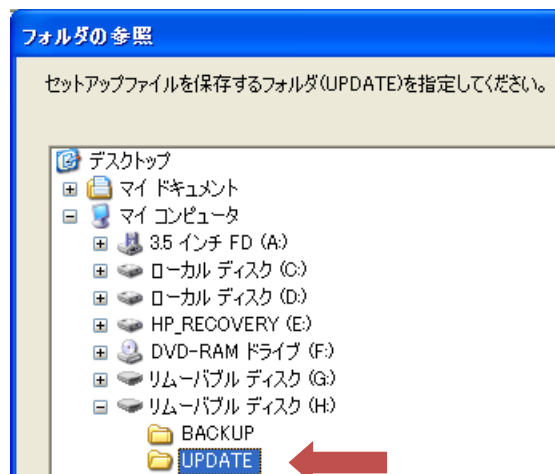 フォルダの参照
セットアップファイルを保存するフォルダ(UPDATE)を指定してください。
デスクトップ
マイ ドキュメント
マイ コンピュータ
3.5 インチ FD (A:)
ローカル ディスク (C:)
ローカル ディスク (D:)
HP_RECOVERY (E:)
DVD-RAM ドライブ (F:)
リムーバブル ディスク (G:)
リムーバブル ディスク (H:)
BACKUP
UPDATE